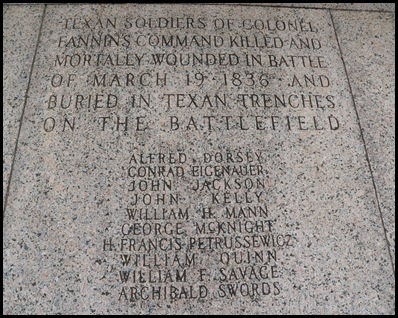 TEXAN SOLDIERS OF COLONEL
FANNIN'S COMMAND KILLED AND
MORTALLY WOUNDED IN BATTLE
OF MARCH 19 · 1836 · AND
BURIED IN TEXAN TRENCHES
ON THE BATTLEFIELD
ALFRED DORSEY
CONRAD EIGENAUER
JOHN JACKSON
JOHN KELLY
WILLIAM H. MANN
GEORGE MCKNIGHT
H. FRANCIS PETRUSSEWICZ
WILLIAM QUINN
WILLIAM F. SAVAGE
ARCHIBALD SWORDS